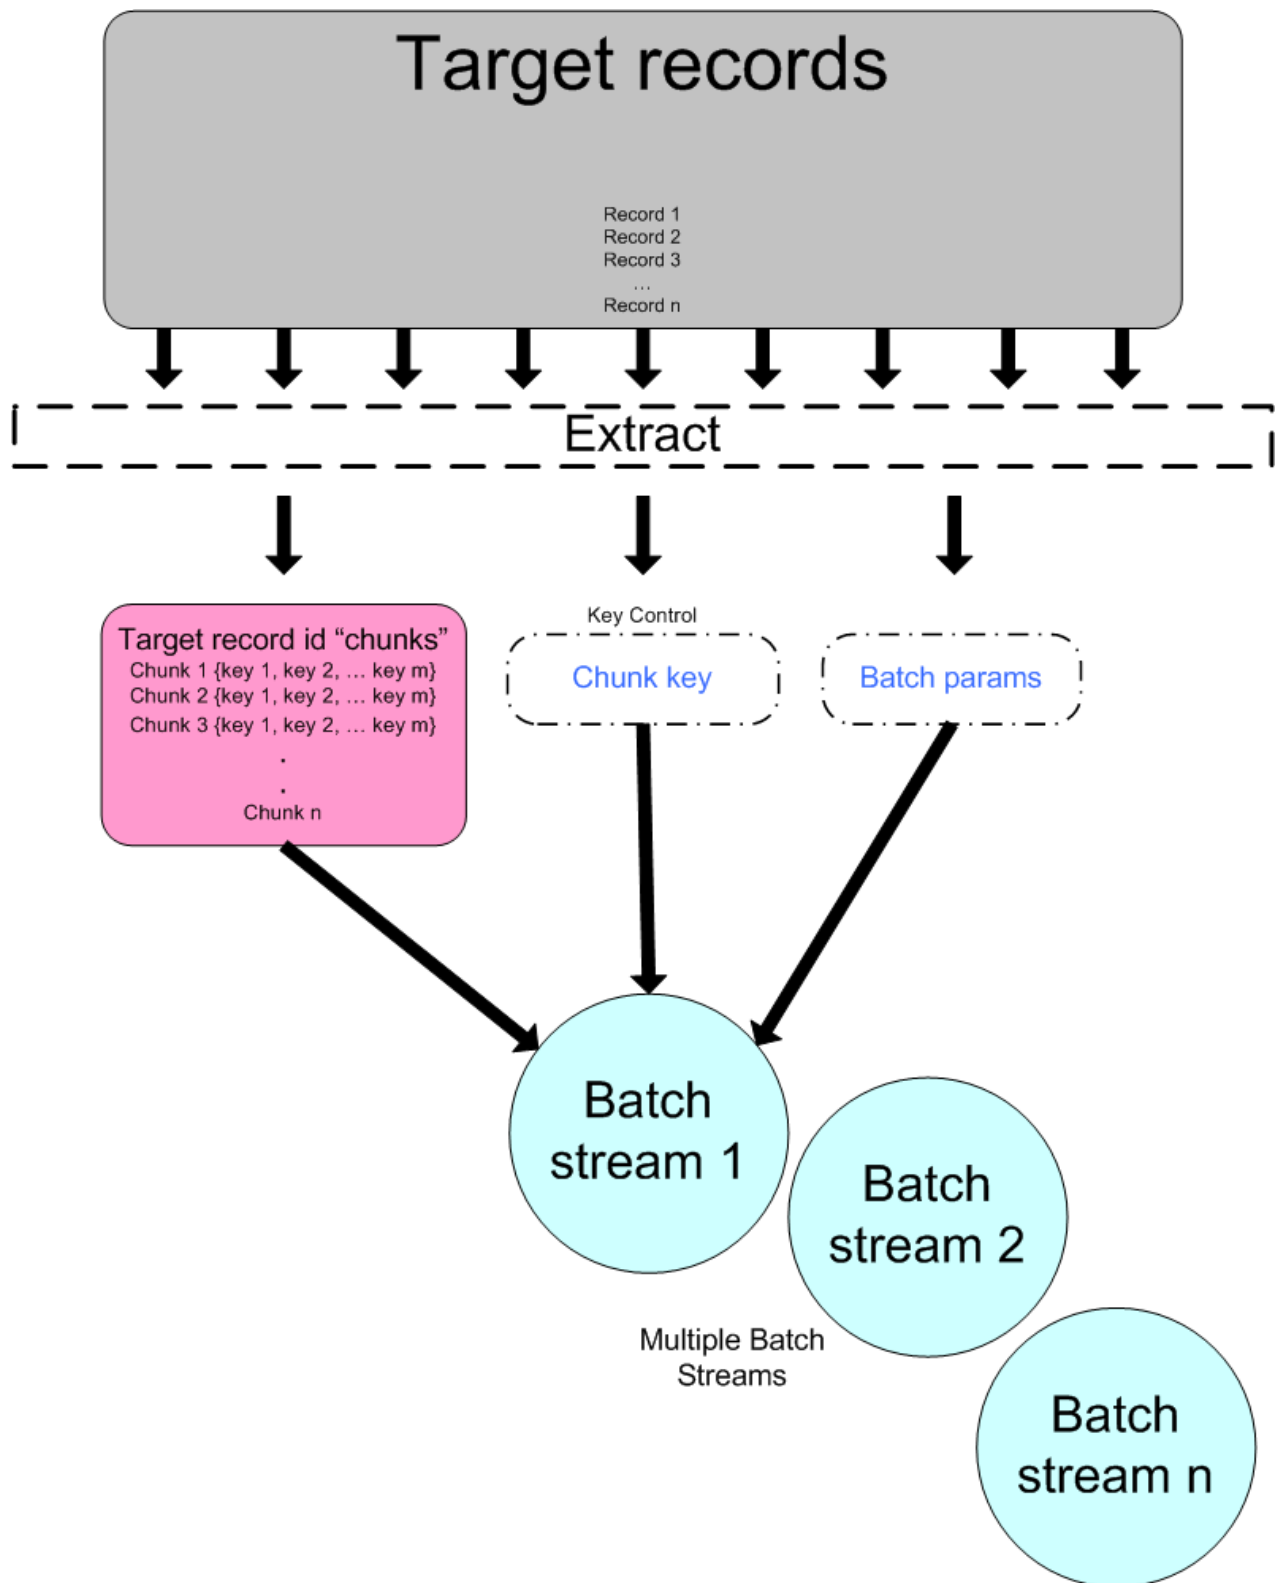 Target records
Record 1
Record 2
Record 3
...
Record n
Extract
Target record id “chunks”
Chunk 1 {key 1, key 2, ... key m}
Chunk 2 {key 1, key 2, ... key m}
Chunk 3 {key 1, key 2, ... key m}
.
.
Chunk n
Key Control
Chunk key
Batch params
Batch
stream 1
Batch
stream 2
Multiple Batch
Streams
Batch
stream n